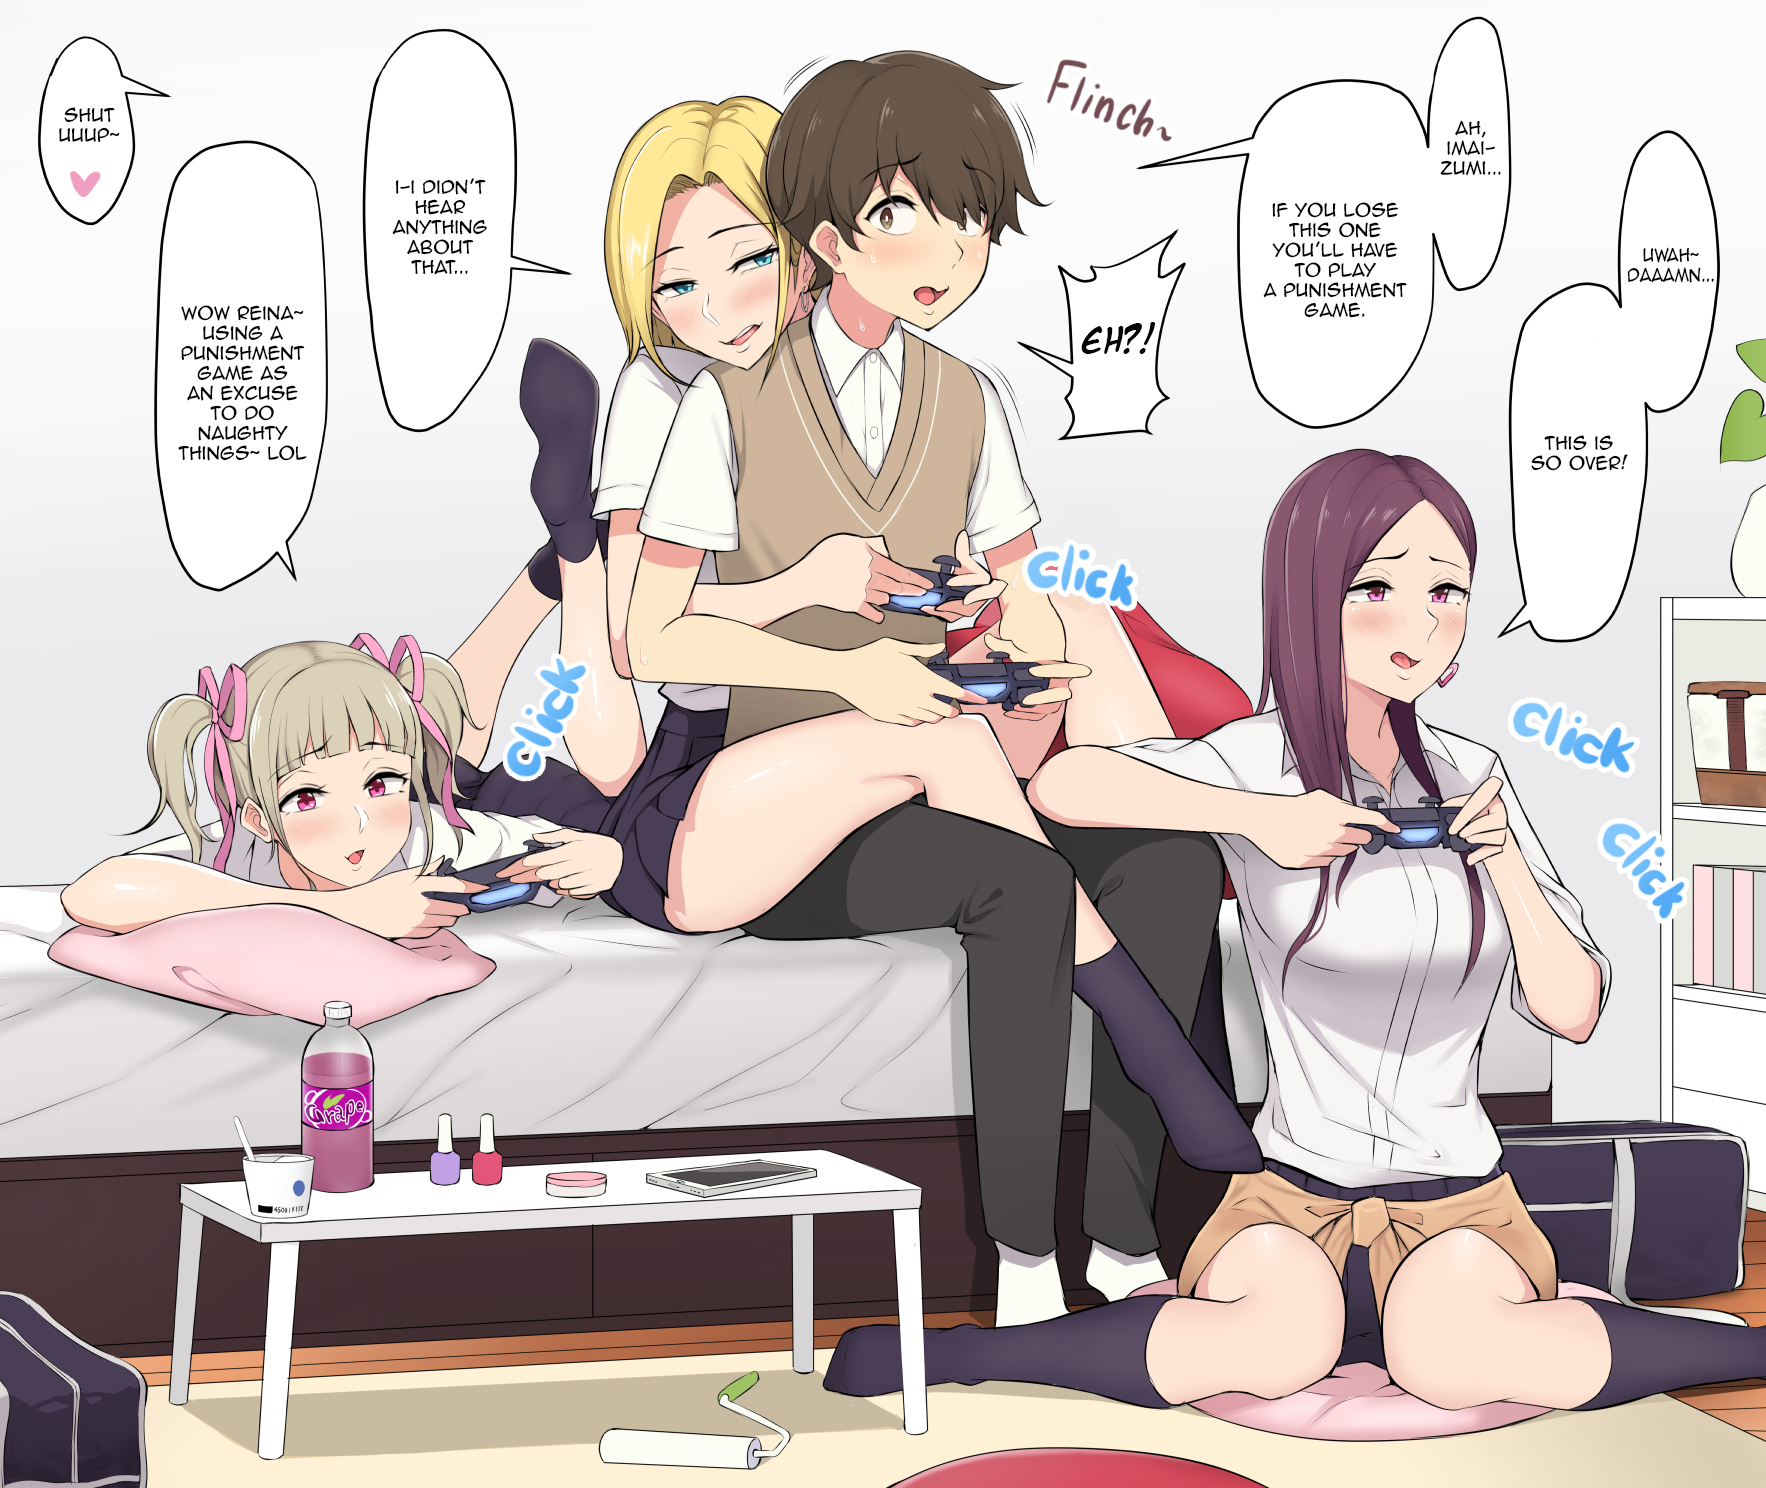 UWAH~
DAAAMN...
THIS IS
SO OVER!
AH,
IMAI-
ZUMI...
IF YOU LOSE
THIS ONE
YOU'LL HAVE
TO PLAY
A PUNISHMENT
GAME.
Flinch~
EH?!
I-I DIDN'T
HEAR
ANYTHING
ABOUT
THAT...
WOW REINA~
USING A
PUNISHMENT
GAME AS
AN EXCUSE
TO DO
NAUGHTY
THINGS~ LOL
SHUT
UUUP~
Click
Click
Click
Click
Grape